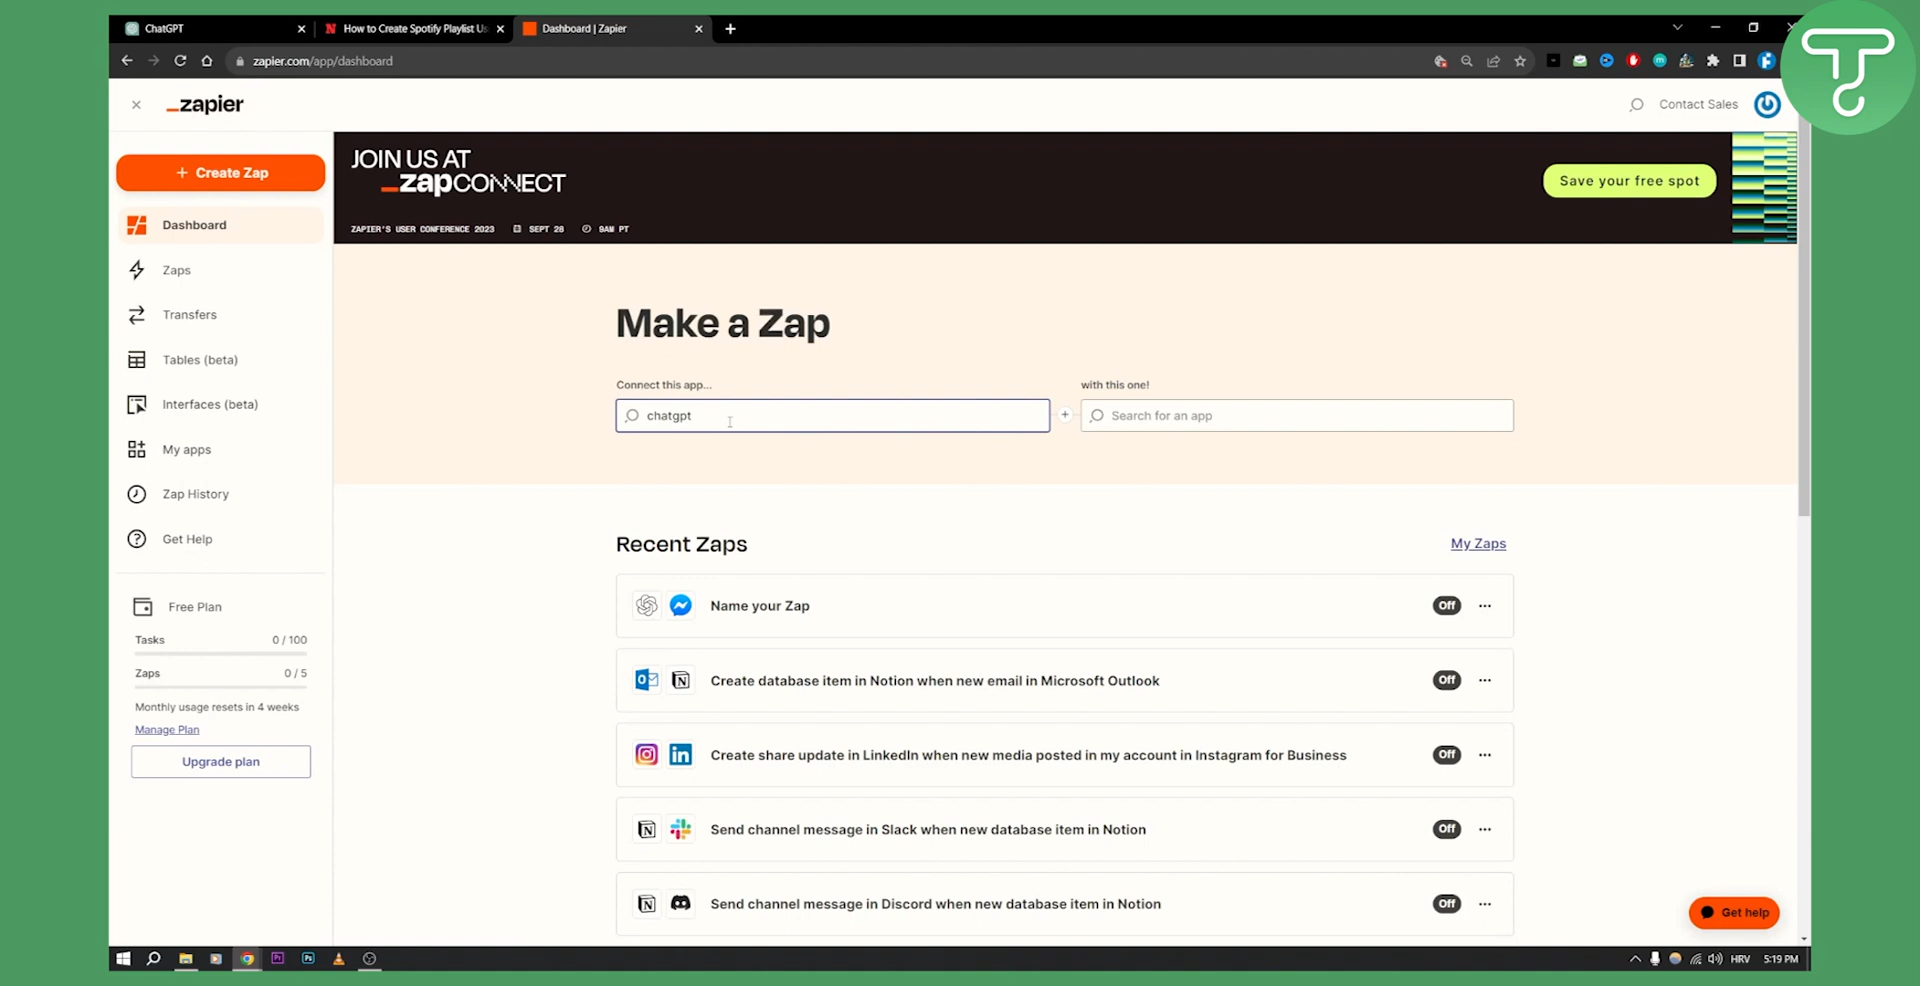 ChatGPT
How to Create Spotify Playlist Us
Dashboard | Zapier
zapier.com/app/dashboard
zapier
Contact Sales
+ Create Zap
Dashboard
Zaps
Transfers
Tables (beta)
Interfaces (beta)
My apps
Zap History
Get Help
Free Plan
Tasks 0 / 100
Zaps 0 / 5
Monthly usage resets in 4 weeks
Manage Plan
Upgrade plan
JOIN US AT
zapCONNECT
ZAPIER'S USER CONFERENCE 2023 SEPT 28 9AM PT
Save your free spot
Make a Zap
Connect this app...
with this one!
chatgpt
Search for an app
Recent Zaps
My Zaps
Name your Zap
Off
Create database item in Notion when new email in Microsoft Outlook
Off
Create share update in LinkedIn when new media posted in my account in Instagram for Business
Off
Send channel message in Slack when new database item in Notion
Off
Send channel message in Discord when new database item in Notion
Off
Get help
HRV 5:19 PM